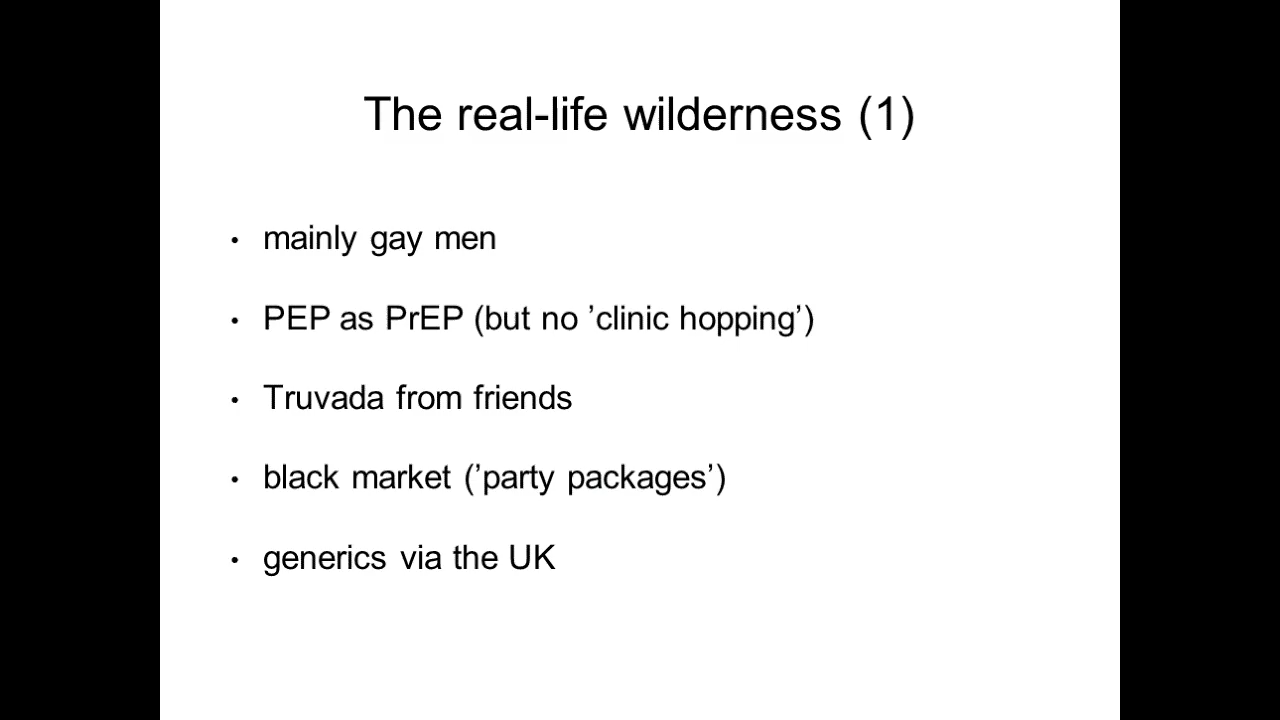 The real-life wilderness (1)
• mainly gay men
• PEP as PrEP (but no ’clinic hopping’)
• Truvada from friends
• black market (’party packages’)
• generics via the UK